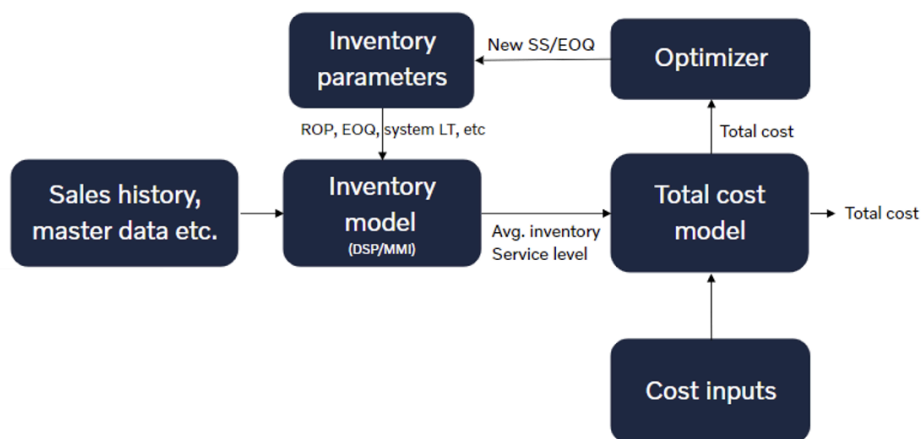 Inventory
parameters
New SS/EOQ
Optimizer
ROP, EOQ, system LT, etc
Total cost
Sales history,
master data etc.
Inventory
model
(DSP/MMI)
Avg. inventory
Service level
Total cost
model
Total cost
Cost inputs